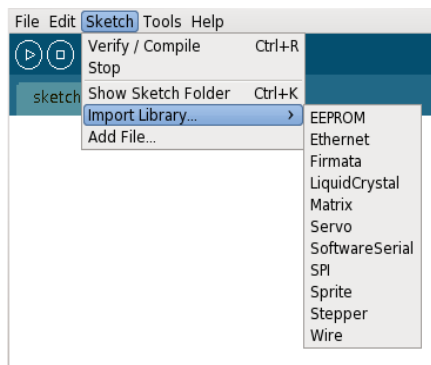 File Edit Sketch Tools Help
Verify / Compile Ctrl+R
Stop
sketch
Show Sketch Folder Ctrl+K
Import Library...
Add File...
EEPROM
Ethernet
Firmata
LiquidCrystal
Matrix
Servo
SoftwareSerial
SPI
Sprite
Stepper
Wire